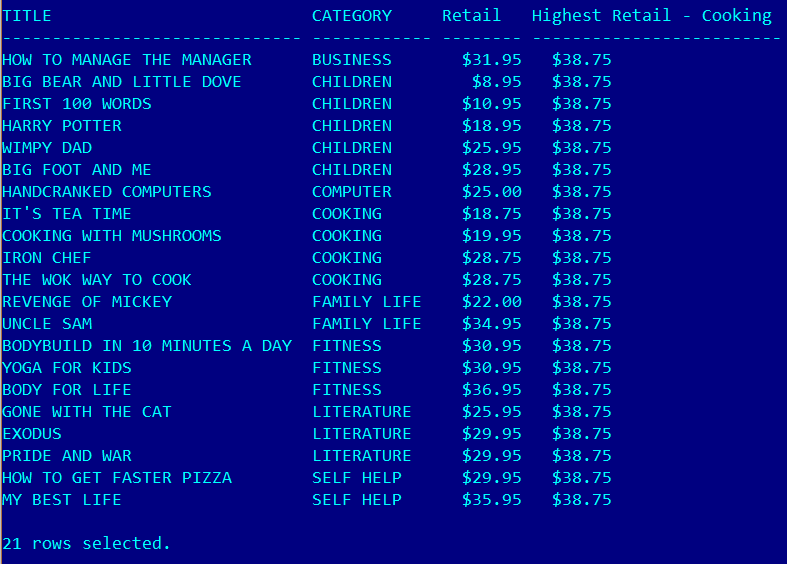 TITLE                          CATEGORY     Retail   Highest Retail - Cooking
------------------------------ ------------ -------- -------------------------
HOW TO MANAGE THE MANAGER      BUSINESS       $31.95   $38.75
BIG BEAR AND LITTLE DOVE       CHILDREN        $8.95   $38.75
FIRST 100 WORDS                CHILDREN       $10.95   $38.75
HARRY POTTER                   CHILDREN       $18.95   $38.75
WIMPY DAD                      CHILDREN       $25.95   $38.75
BIG FOOT AND ME                CHILDREN       $28.95   $38.75
HANDCRANKED COMPUTERS          COMPUTER       $25.00   $38.75
IT'S TEA TIME                  COOKING        $18.75   $38.75
COOKING WITH MUSHROOMS         COOKING        $19.95   $38.75
IRON CHEF                      COOKING        $28.75   $38.75
THE WOK WAY TO COOK            COOKING        $28.75   $38.75
REVENGE OF MICKEY              FAMILY LIFE    $22.00   $38.75
UNCLE SAM                      FAMILY LIFE    $34.95   $38.75
BODYBUILD IN 10 MINUTES A DAY  FITNESS        $30.95   $38.75
YOGA FOR KIDS                  FITNESS        $30.95   $38.75
BODY FOR LIFE                  FITNESS        $36.95   $38.75
GONE WITH THE CAT              LITERATURE     $25.95   $38.75
EXODUS                         LITERATURE     $29.95   $38.75
PRIDE AND WAR                  LITERATURE     $29.95   $38.75
HOW TO GET FASTER PIZZA        SELF HELP      $29.95   $38.75
MY BEST LIFE                   SELF HELP      $35.95   $38.75
21 rows selected.